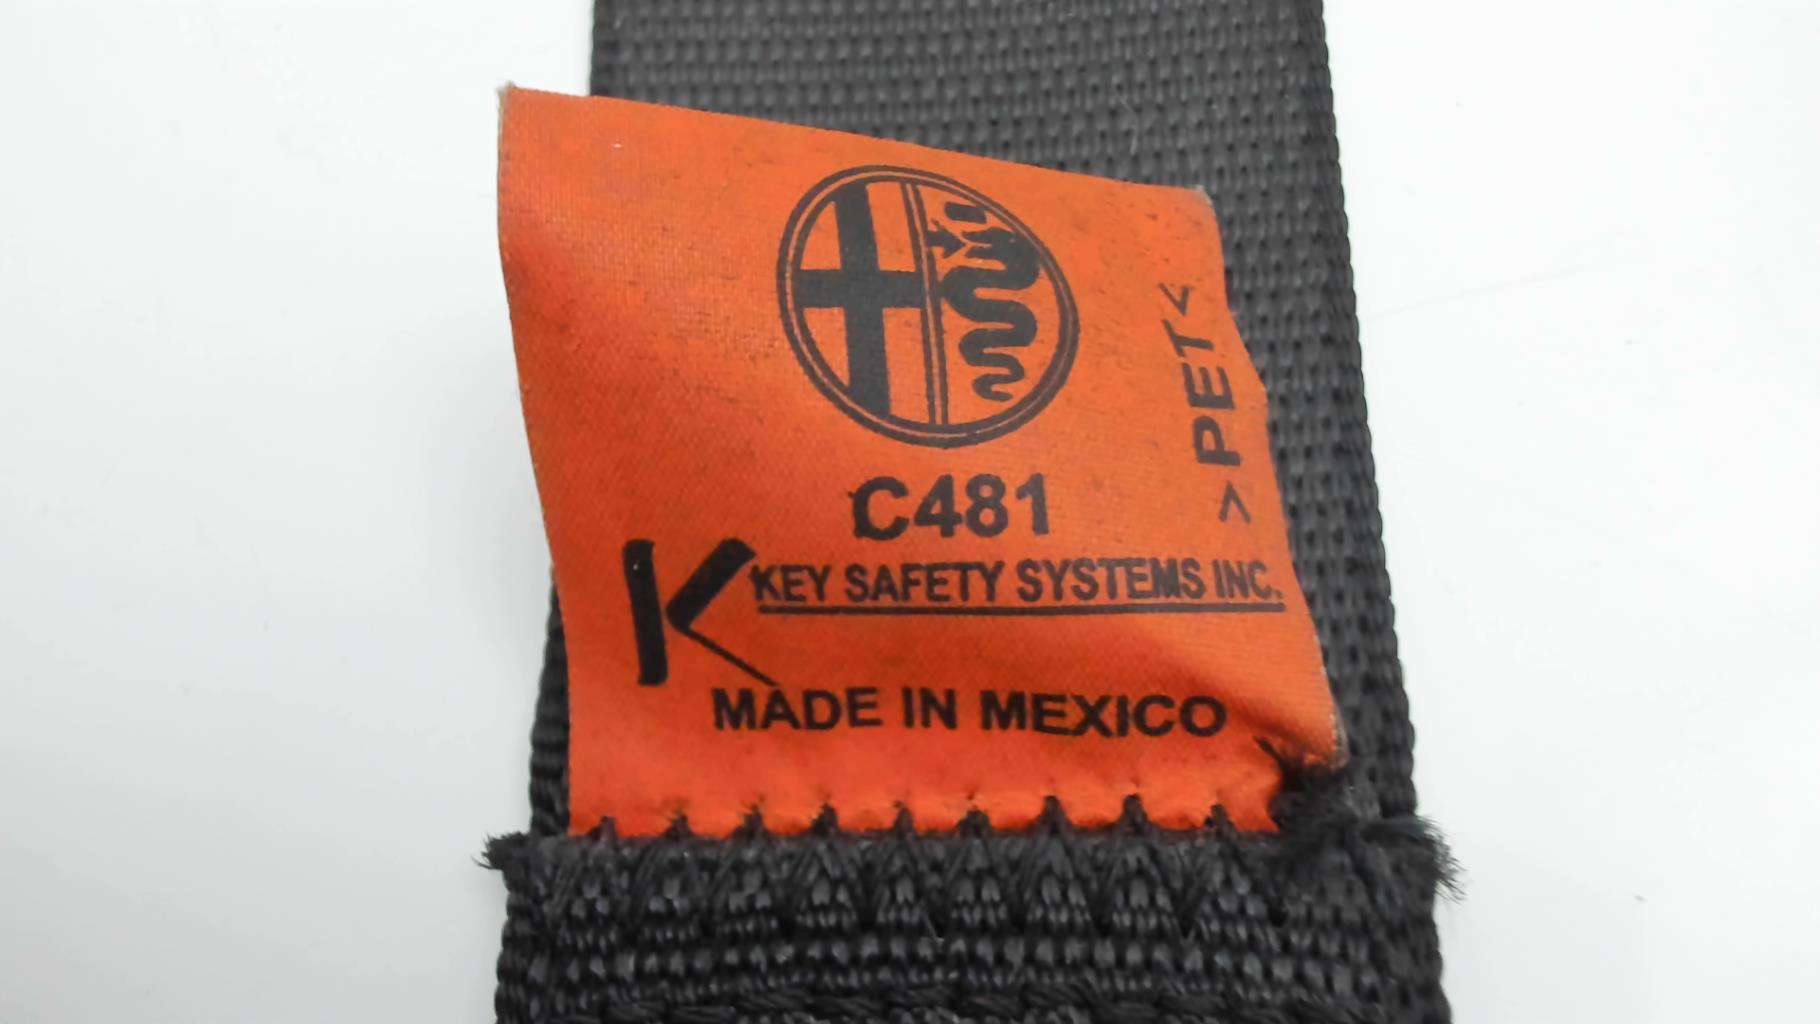 C481
KEY SAFETY SYSTEMS INC.
MADE IN MEXICO
>PET<